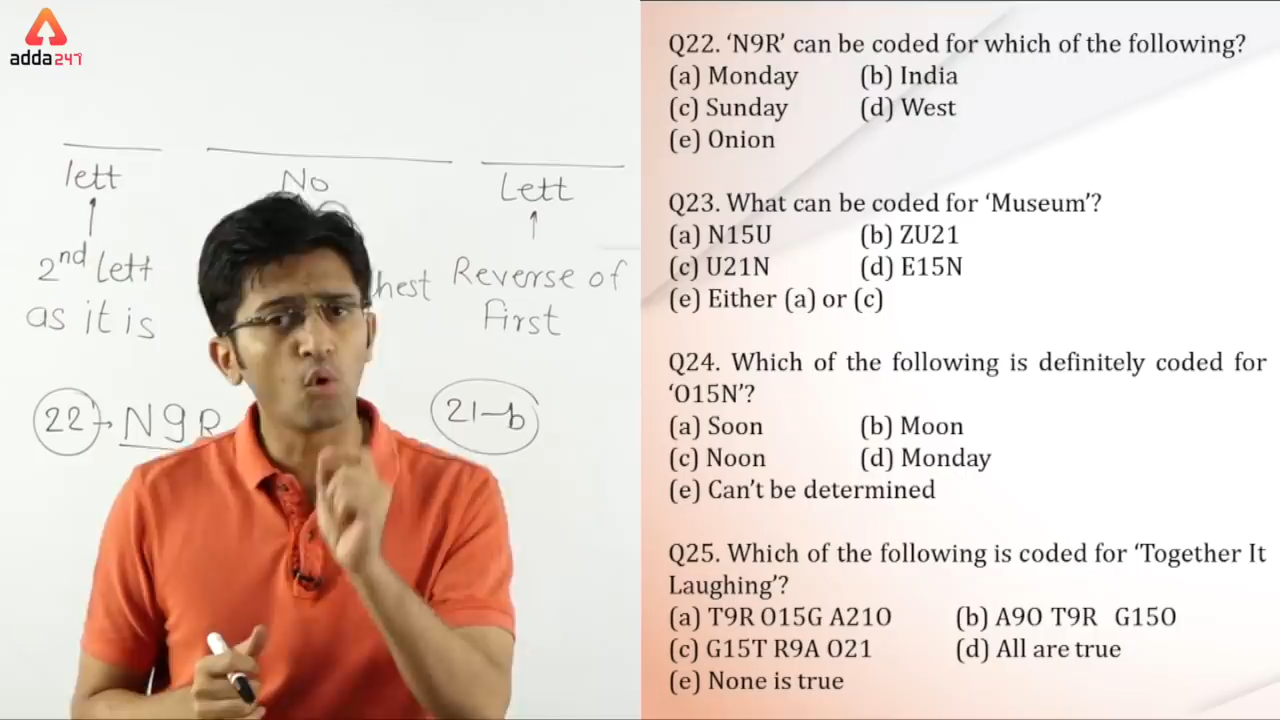 adda247
lett
No
Lett
2nd Lett
as it is
hest
Reverse of
first
22 → N9R
21-b
Q22. ‘N9R’ can be coded for which of the following?
(a) Monday (b) India
(c) Sunday (d) West
(e) Onion
Q23. What can be coded for ‘Museum’?
(a) N15U (b) ZU21
(c) U21N (d) E15N
(e) Either (a) or (c)
Q24. Which of the following is definitely coded for
‘O15N’?
(a) Soon (b) Moon
(c) Noon (d) Monday
(e) Can’t be determined
Q25. Which of the following is coded for ‘Together It
Laughing’?
(a) T9R O15G A21O (b) A9O T9R G15O
(c) G15T R9A O21 (d) All are true
(e) None is true